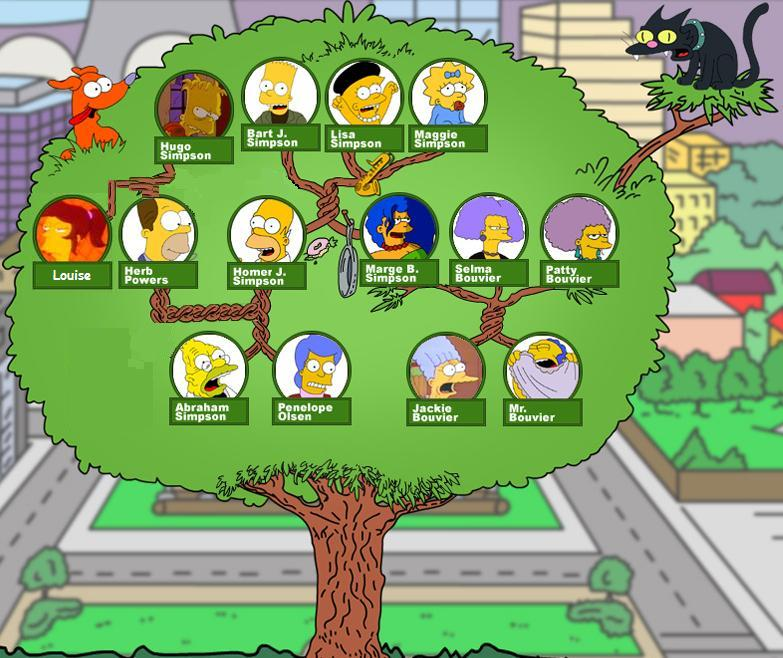 Hugo
Simpson
Bart J.
Simpson
Lisa
Simpson
Maggie
Simpson
Louise
Herb
Powers
Homer J.
Simpson
Marge B.
Simpson
Selma
Bouvier
Patty
Bouvier
Abraham
Simpson
Penelope
Olsen
Jackie
Bouvier
Mr.
Bouvier